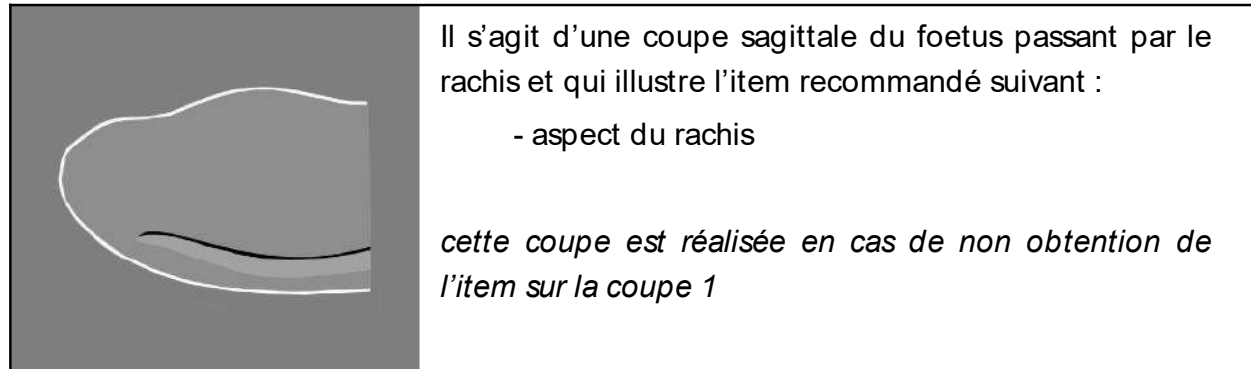 Il s’agit d’une coupe sagittale du foetus passant par le
rachis et qui illustre l’item recommandé suivant :
- aspect du rachis
cette coupe est réalisée en cas de non obtention de
l’item sur la coupe 1